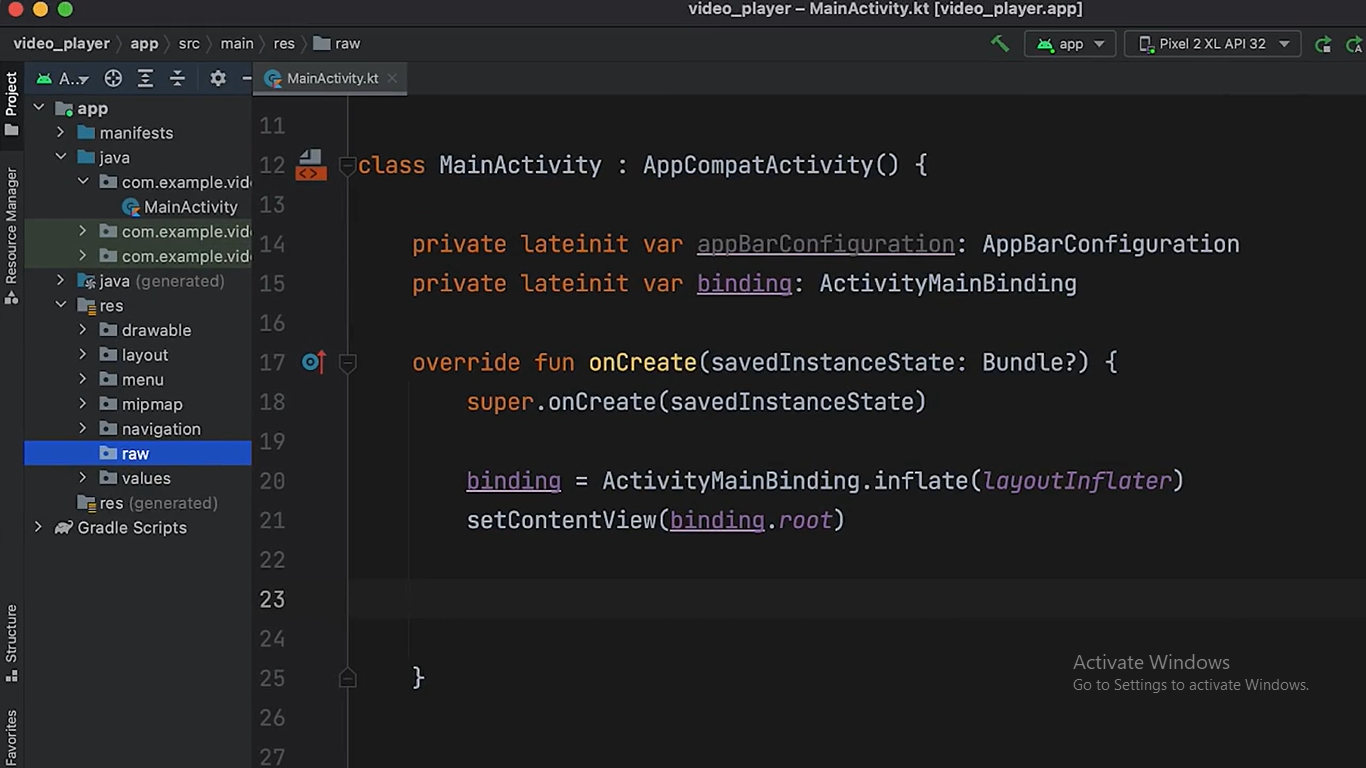 video_player – MainActivity.kt [video_player.app]
video_player app src main res raw
app Pixel 2 XL API 32
Project
A..
MainActivity.kt
app
manifests
java
com.example.vid
MainActivity
com.example.vid
com.example.vid
java (generated)
res
drawable
layout
menu
mipmap
navigation
raw
values
res (generated)
Gradle Scripts
Resource Manager
Structure
Favorites
11
12 class MainActivity : AppCompatActivity() {
13
14 private lateinit var appBarConfiguration: AppBarConfiguration
15 private lateinit var binding: ActivityMainBinding
16
17 override fun onCreate(savedInstanceState: Bundle?) {
18 super.onCreate(savedInstanceState)
19
20 binding = ActivityMainBinding.inflate(layoutInflater)
21 setContentView(binding.root)
22
23
24
25 }
26
27
Activate Windows
Go to Settings to activate Windows.